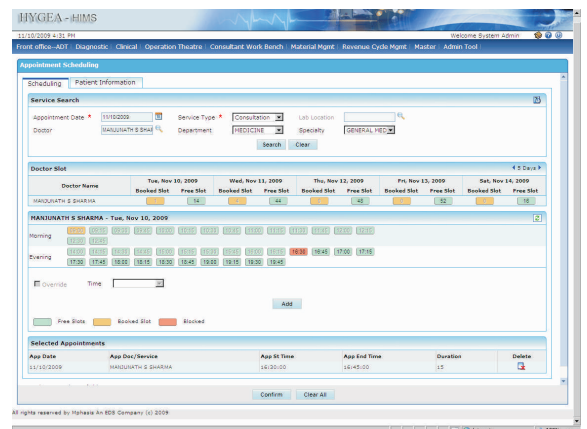 HYGEA - HIMS
11/10/2009 4:31 PM Welcome System Admin
Front office--ADT Diagnostic Clinical Operation Theatre Consultant Work Bench Material Mgmt Revenue Cycle Mgmt Master Admin Tool
Appointment Scheduling
Scheduling Patient Information
Service Search
Appointment Date * 11/10/2009 Service Type * Consultation Lab Location
Doctor MANJUNATH S SHAR Department MEDICINE Specialty GENERAL MED
Search Clear
Doctor Slot 5 Days
Doctor Name Tue, Nov 10, 2009 Wed, Nov 11, 2009 Thu, Nov 12, 2009 Fri, Nov 13, 2009 Sat, Nov 14, 2009
Booked Slot Free Slot Booked Slot Free Slot Booked Slot Free Slot Booked Slot Free Slot Booked Slot Free Slot
MANJUNATH S SHARMA 14 44 48 52 18
MANJUNATH S SHARMA - Tue, Nov 10, 2009
Morning
Evening 16:30 16:45 17:00 17:15
17:30 17:45 18:00 18:15 18:30 18:45 19:00 19:15 19:30 19:45
Override Time
Add
Free Slots Booked Slot Blocked
Selected Appointments
App Date App Doc/Service App St Time App End Time Duration Delete
11/10/2009 MANJUNATH S SHARMA 16:30:00 16:45:00 15
Confirm Clear All
All rights reserved by Mphasis An EDS Company (c) 2009